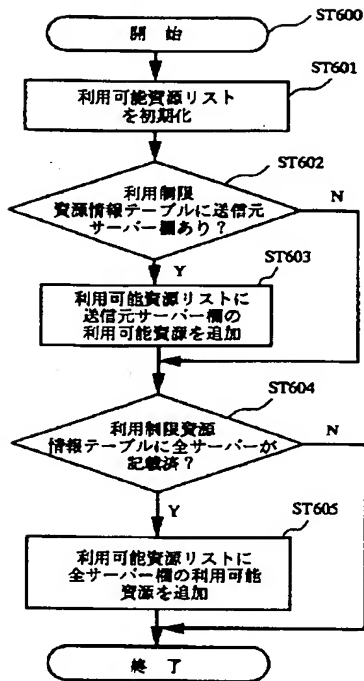 開始
ST600
ST601
利用可能資源リスト
を初期化
ST602
利用制限
資源情報テーブルに送信元
サーバー欄あり?
N
Y
ST603
利用可能資源リストに
送信元サーバー欄の
利用可能資源を追加
ST604
利用制限資源
情報テーブルに全サーバーが
記載済?
N
Y
ST605
利用可能資源リストに
全サーバー欄の利用可能
資源を追加
終了